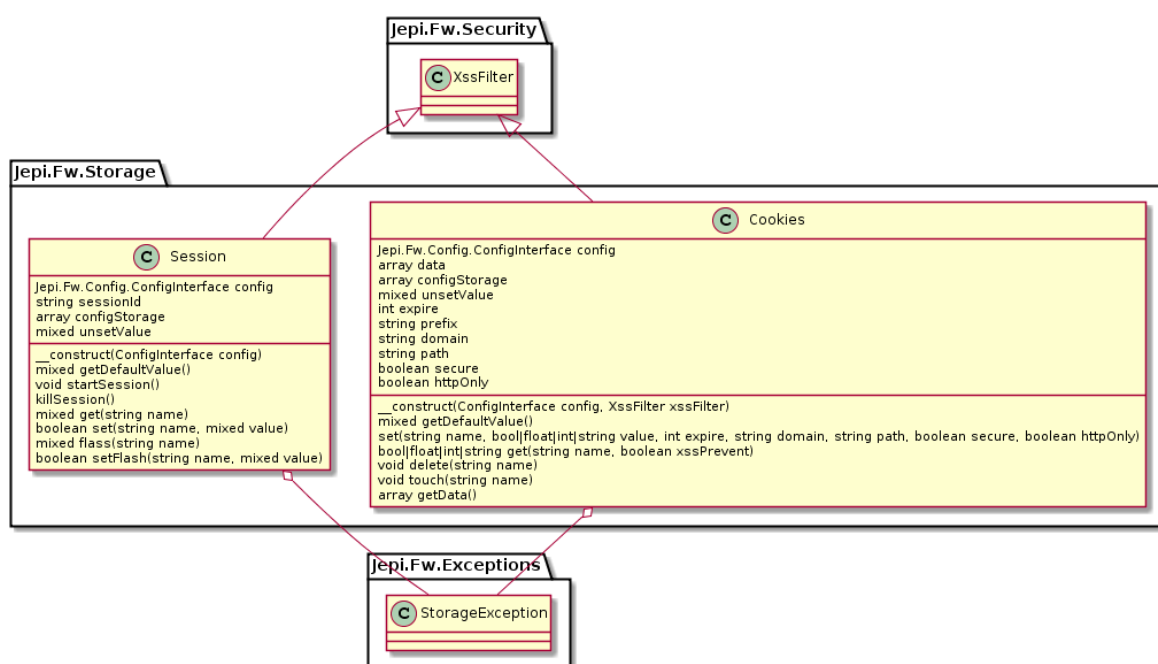 Jepi.Fw.Security
C XssFilter
Jepi.Fw.Storage
C Session
Jepi.Fw.Config.ConfigInterface config
string sessionId
array configStorage
mixed unsetValue
__construct(ConfigInterface config)
mixed getDefaultValue()
void startSession()
killSession()
mixed get(string name)
boolean set(string name, mixed value)
mixed flass(string name)
boolean setFlash(string name, mixed value)
C Cookies
Jepi.Fw.Config.ConfigInterface config
array data
array configStorage
mixed unsetValue
int expire
string prefix
string domain
string path
boolean secure
boolean httpOnly
__construct(ConfigInterface config, XssFilter xssFilter)
mixed getDefaultValue()
set(string name, bool|float|int|string value, int expire, string domain, string path, boolean secure, boolean httpOnly)
bool|float|int|string get(string name, boolean xssPrevent)
void delete(string name)
void touch(string name)
array getData()
Jepi.Fw.Exceptions
C StorageException